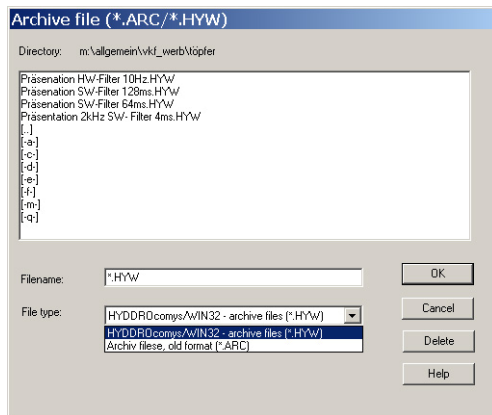 Archive file (*.ARC/*.HYW)
Directory: m:\allgemein\vkf_werb\töpfer
Präsenation HW-Filter 10Hz.HYW
Präsenation SW-Filter 128ms.HYW
Präsenation SW-Filter 64ms.HYW
Präsentation 2kHz SW- Filter 4ms.HYW
[..]
[-a-]
[-c-]
[-d-]
[-e-]
[-f-]
[-m-]
[-q-]
Filename: *.HYW
OK
File type: HYDDROcomys/WIN32 - archive files (*.HYW)
Cancel
HYDDROcomys/WIN32 - archive files (*.HYW)
Archiv filese, old format (*.ARC)
Delete
Help